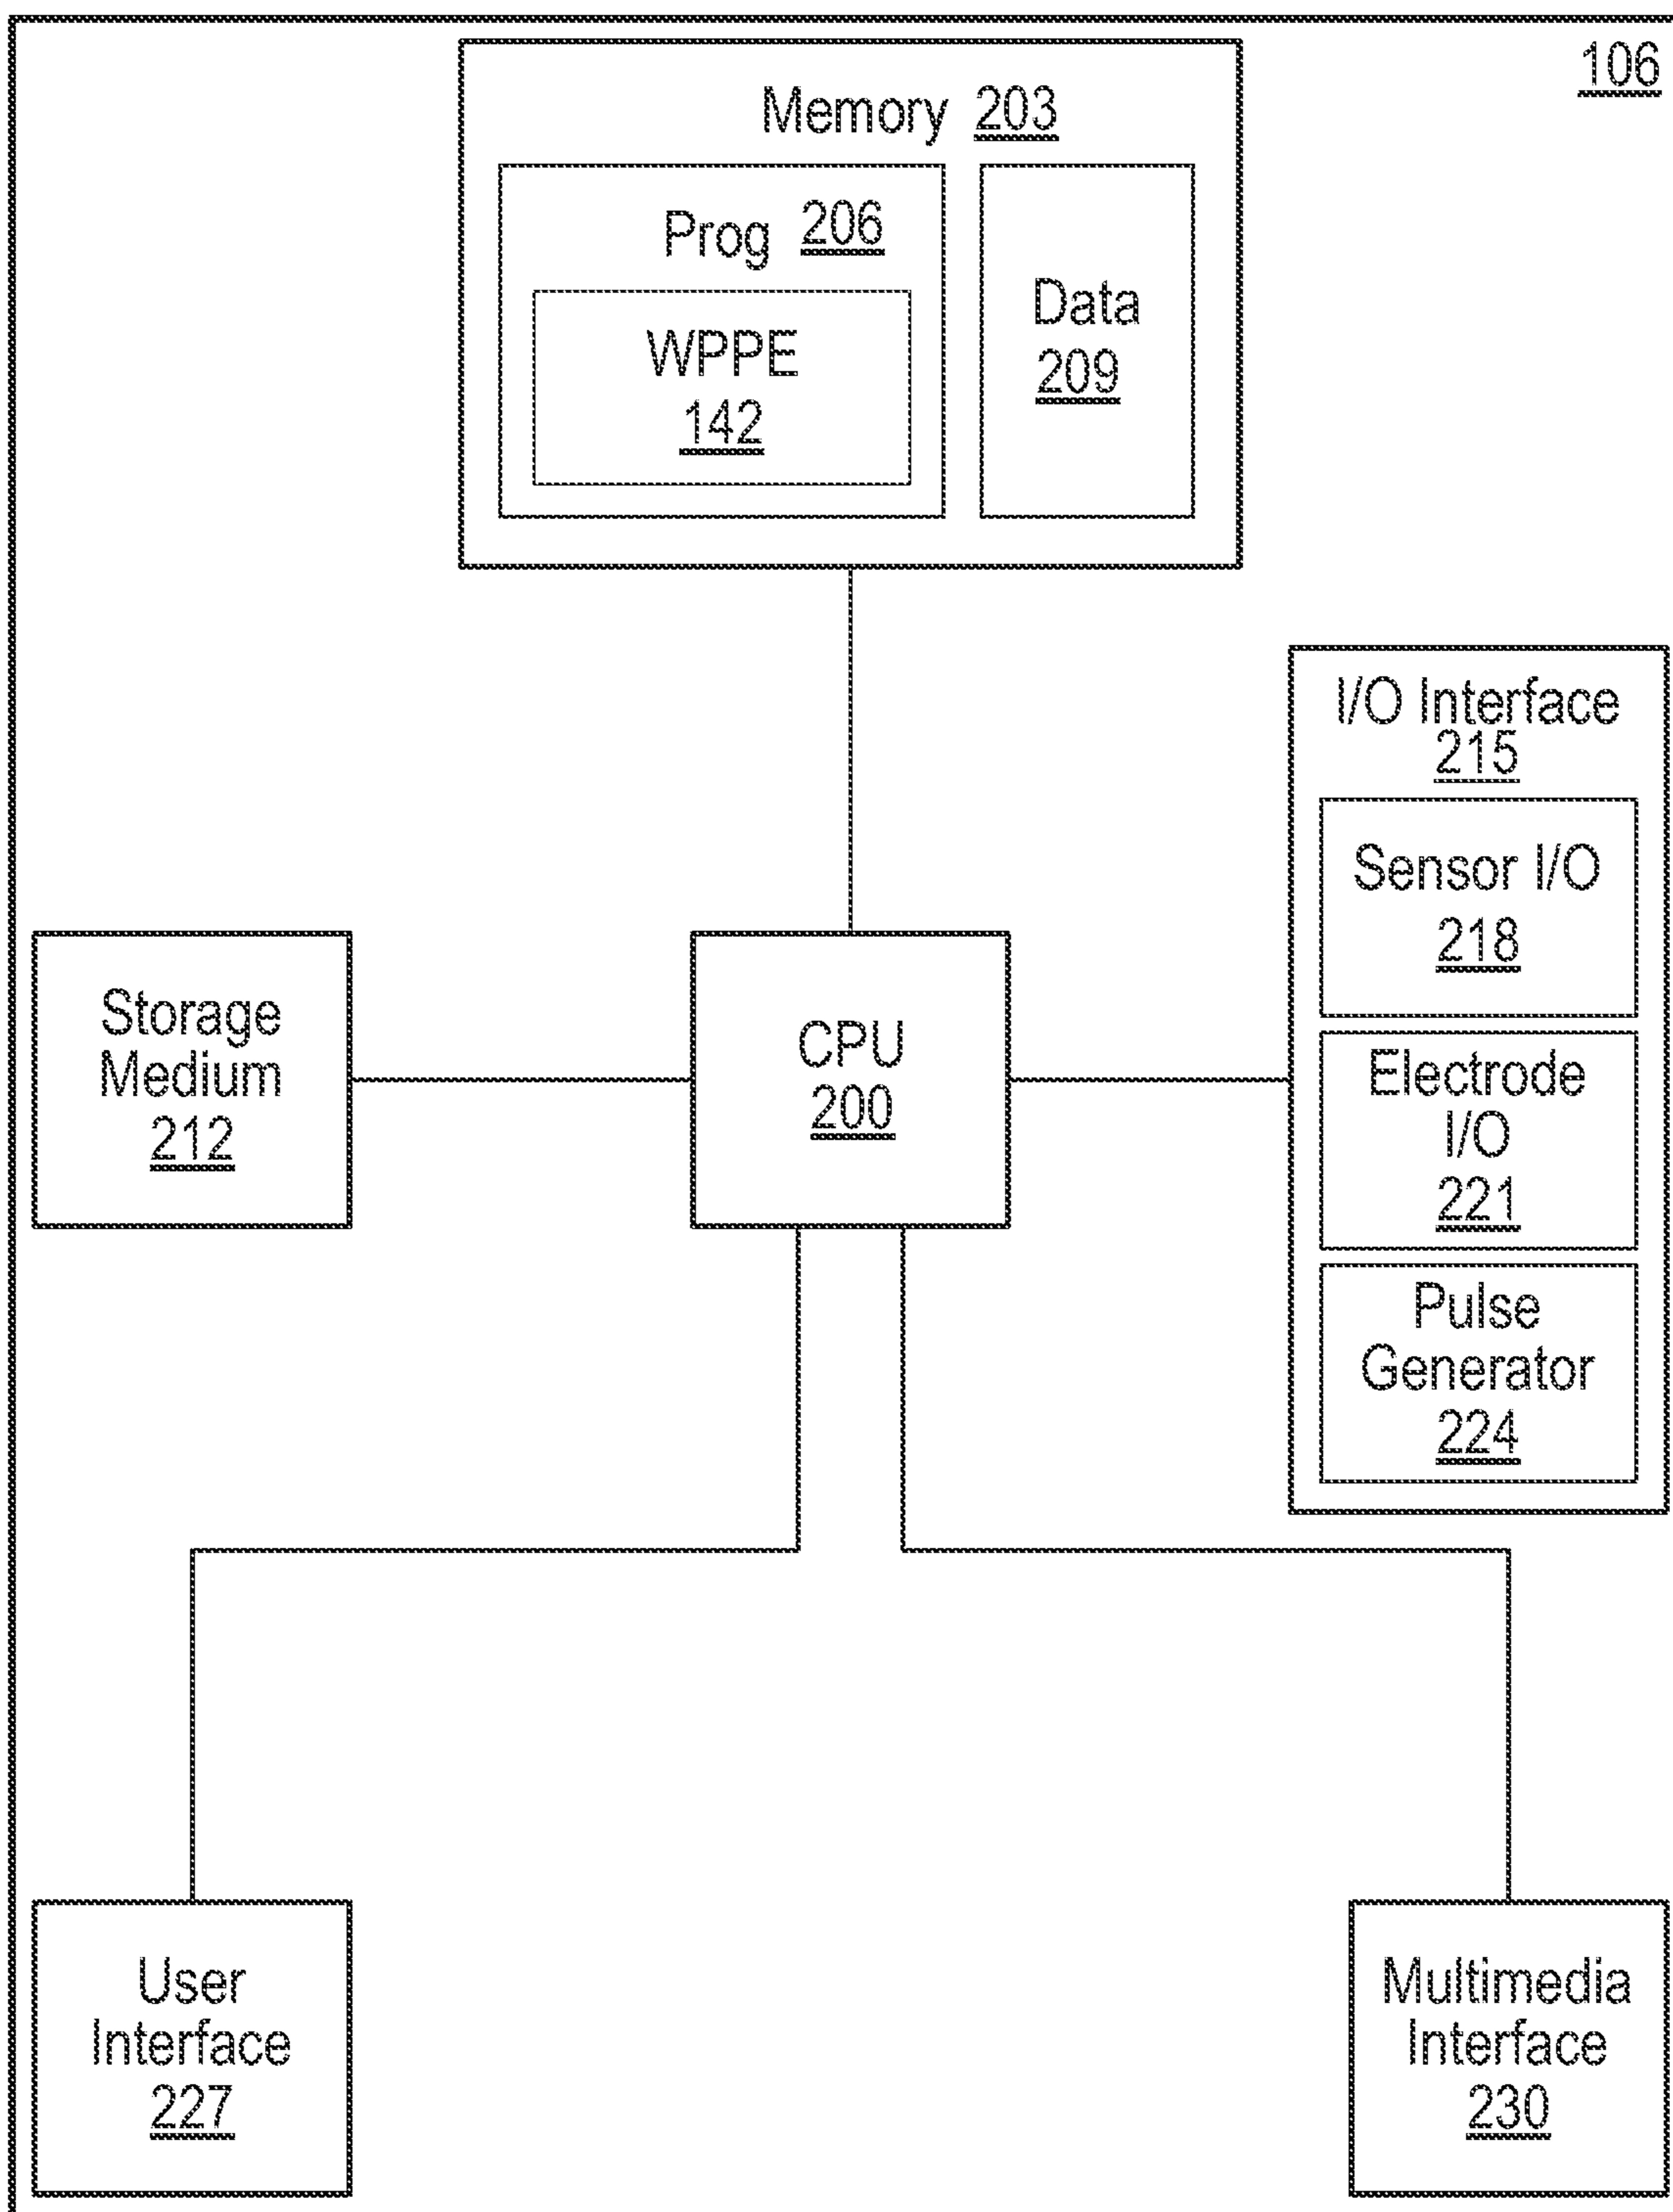 106
Memory 203
Prog 206
WPPE
142
Data
209
I/O Interface
215
Sensor I/O
218
Electrode
I/O
221
Pulse
Generator
224
Storage
Medium
212
CPU
200
User
Interface
227
Multimedia
Interface
230